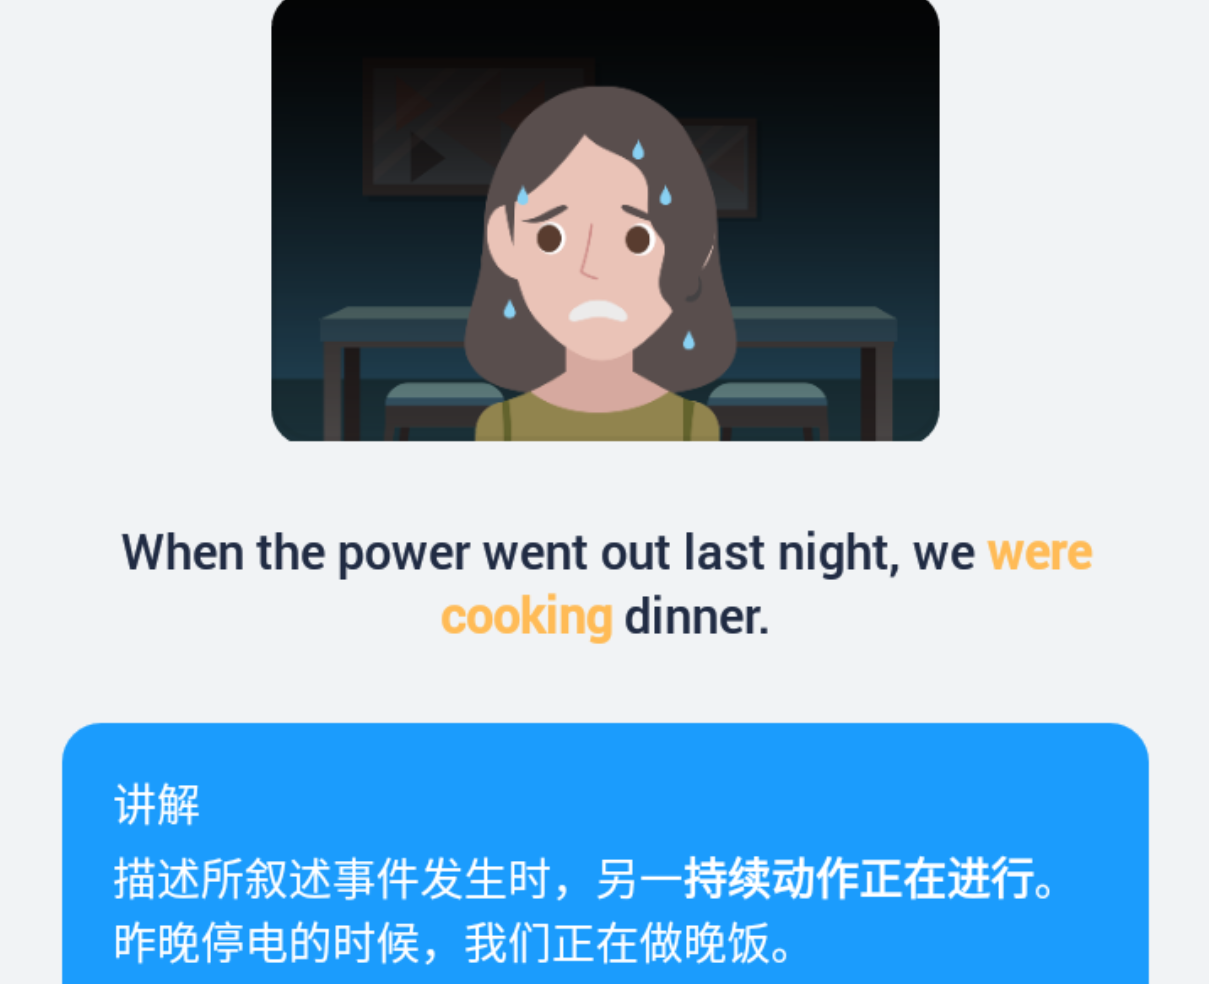 When the power went out last night, we were
cooking dinner.
讲解
描述所叙述事件发生时，另一持续动作正在进行。
昨晚停电的时候，我们正在做晚饭。